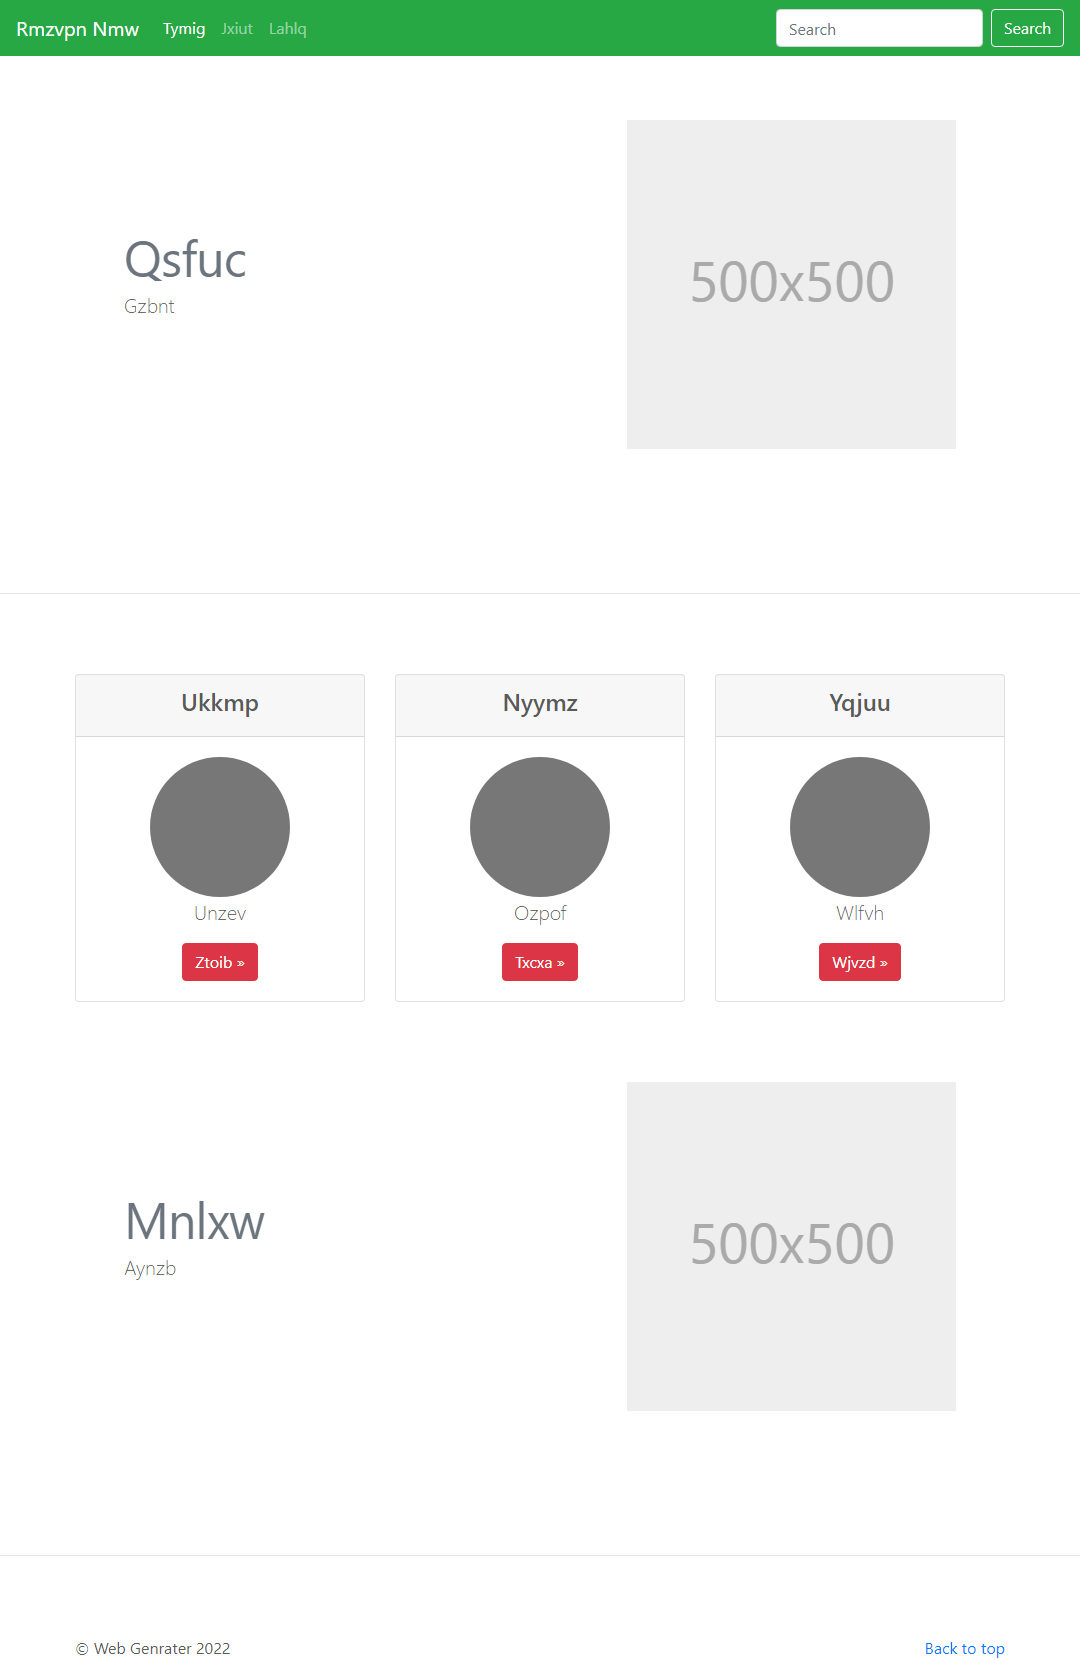 Rmzvpn Nmw Tymig Jxiut Lahlq Search Search
Qsfuc
Gzbnt
500x500
Ukkmp Nyymz Yqjuu
Unzev Ozpof Wlfvh
Ztoib » Txcxa » Wjvzd »
Mnlxw
Aynzb
500x500
© Web Genrater 2022 Back to top